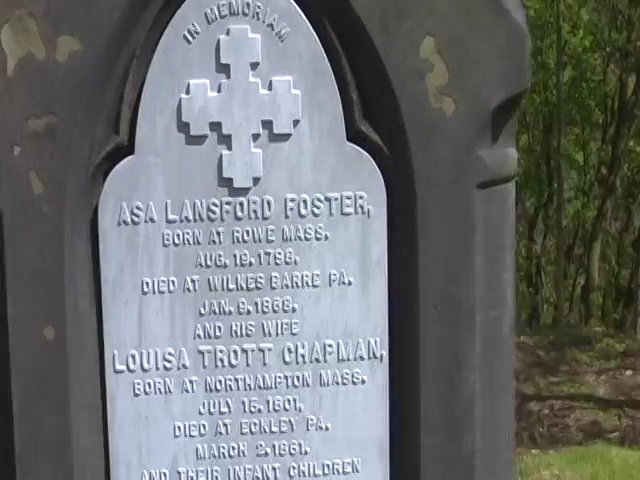 IN MEMORIAM
ASA LANSFORD FOSTER,
BORN AT ROWE MASS.
AUG. 19. 1798.
DIED AT WILKES BARRE PA.
JAN. 9. 1868.
AND HIS WIFE
LOUISA TROTT CHAPMAN,
BORN AT NORTHAMPTON MASS.
JULY 15. 1801,
DIED AT ECKLEY PA.
MARCH 2. 1861.
AND THEIR INFANT CHILDREN